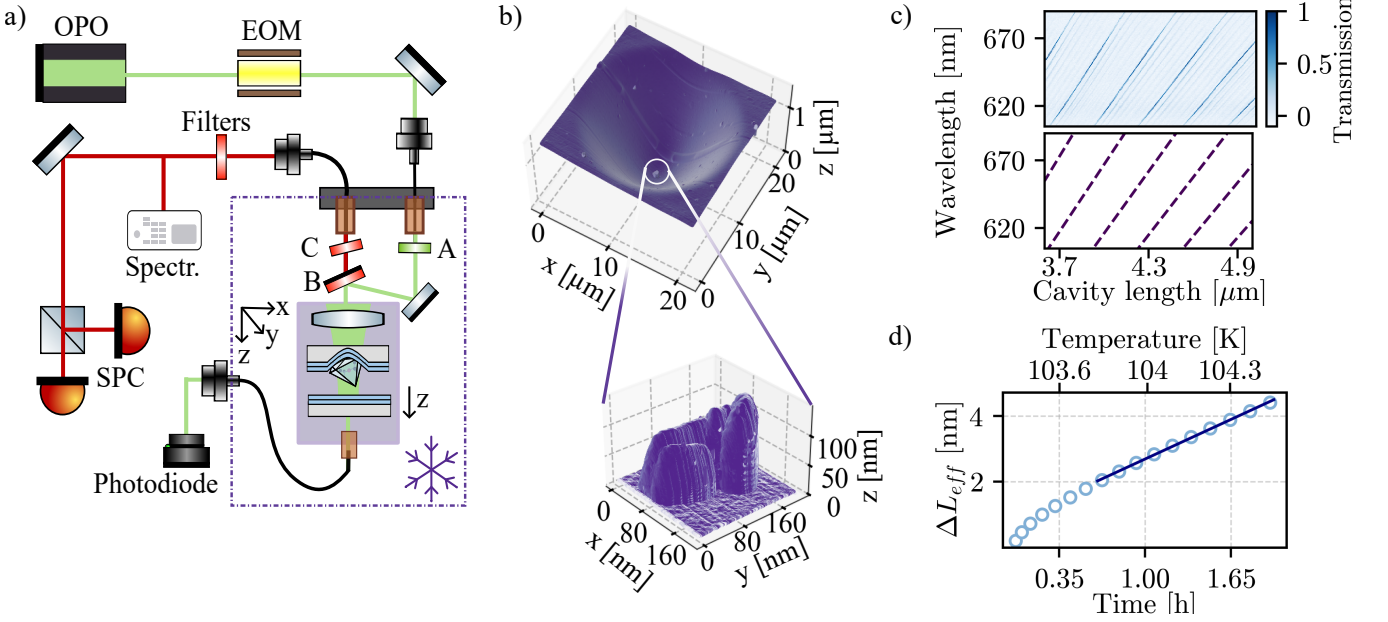 a)
OPO
EOM
Filters
Spectr.
C
A
B
x
y
z
z
SPC
Photodiode
b)
1
0
z [μm]
20
10
0
y [μm]
0
10
20
x [μm]
100
50
0
z [nm]
0
80
160
x [nm]
160
80
0
y [nm]
c)
670
620
670
620
Wavelength [nm]
3.7
4.3
4.9
Cavity length [μm]
1
0.5
0
Transmission
d)
Temperature [K]
103.6
104
104.3
4
2
ΔL_eff [nm]
0.35
1.00
1.65
Time [h]